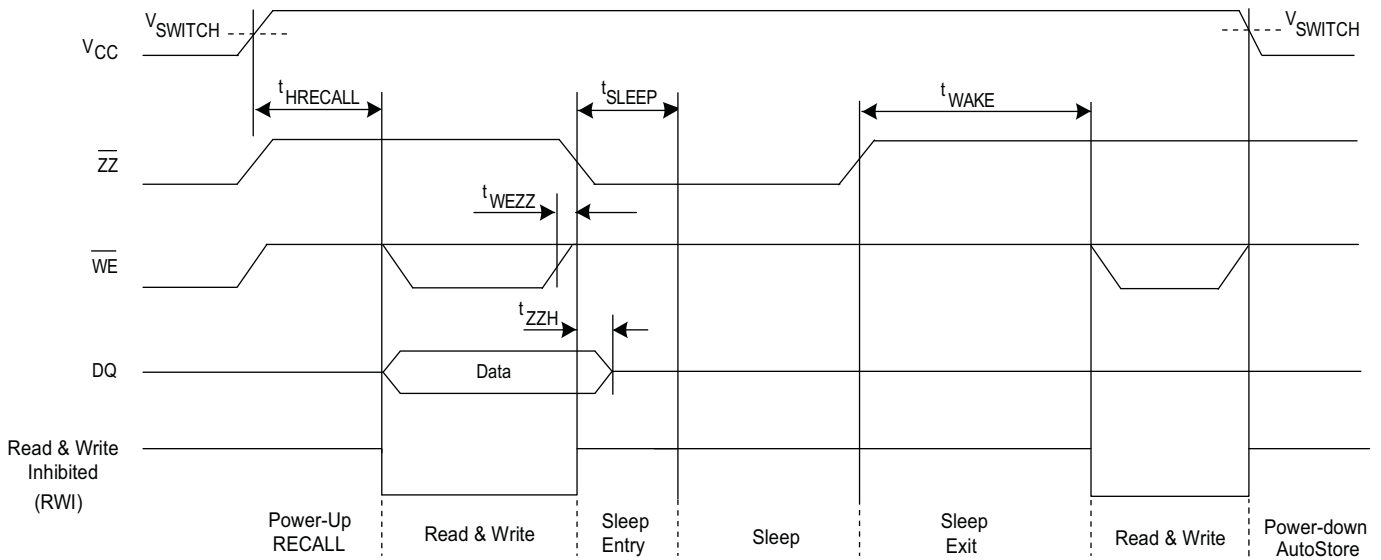 VSWITCH
VSWITCH
VCC
tHRECALL
tSLEEP
tWAKE
ZZ
tWEZZ
WE
tZZH
DQ
Data
Read & Write
Inhibited
(RWI)
Power-Up
RECALL
Read & Write
Sleep
Entry
Sleep
Sleep
Exit
Read & Write
Power-down
AutoStore